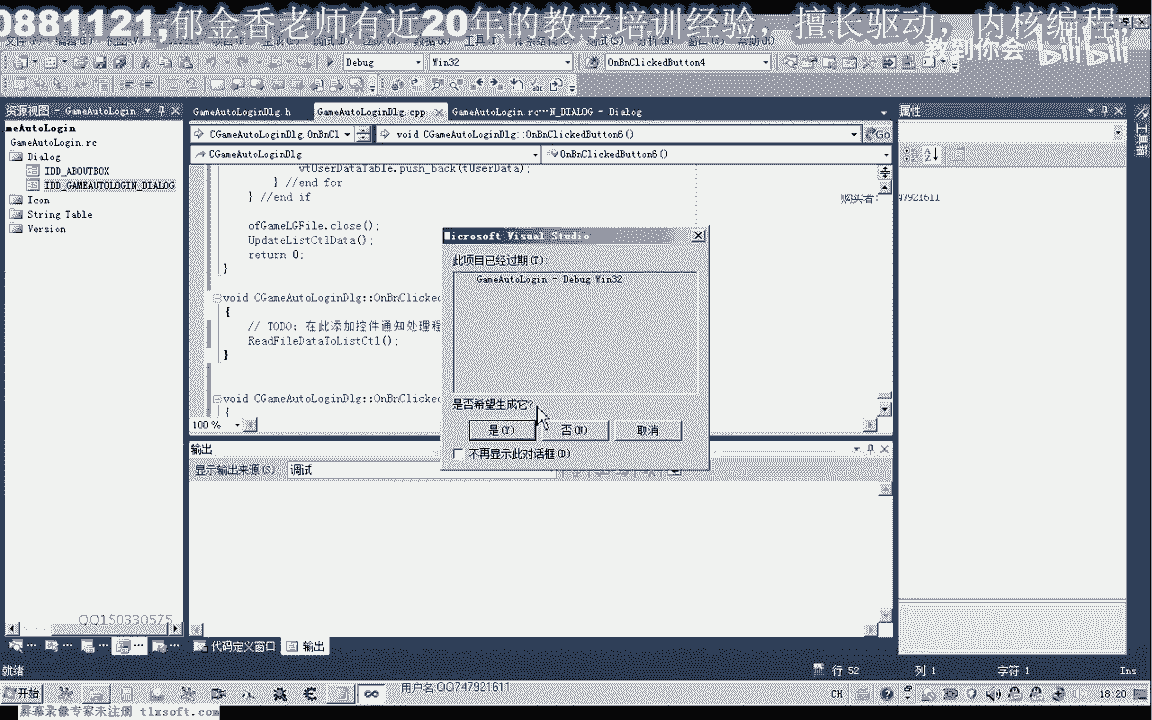 0881121,郁金香老师有近20年的教学培训经验，擅长驱动，内核编程，
教到你会 bilibili
Debug Win32 OnBnClickedButton4
资源视图 - GameAutoLogin
GameAutoLoginDlg.h GameAutoLoginDlg.cpp GameAutoLogin.rc...N_DIALOG - Dialog
属性
meAutoLogin
GameAutoLogin.rc
Dialog
IDD_ABOUTBOX
IDD_GAMEAUTOLOGIN_DIALOG
Icon
String Table
Version
CGameAutoLoginDlg.OnBnCl void CGameAutoLoginDlg::OnBnClickedButton6() Go
CGameAutoLoginDlg OnBnClickedButton6()
vtUserDataTable.push_back(tUserData);
} //end for
} //end if
ofGameLGFile.close();
UpdateListCtlData();
return 0;
}
void CGameAutoLoginDlg::OnBnClicked
{
// TODO: 在此添加控件通知处理程
ReadFileDataToListCtl();
}
void CGameAutoLoginDlg::OnBnClicked
{
100 %
购买者: 47921611
工具箱
Microsoft Visual Studio
此项目已经过期(T):
GameAutoLogin - Debug Win32
是否希望生成它?
是(Y) 否(N) 取消
不再显示此对话框(D)
输出
显示输出来源(S): 调试
QQ150330575
代码定义窗口 输出
就绪 行 52 列 1 字符 1 Ins
开始 用户名:QQ747921611 CH 18:20
屏幕录像专家未注册 tlxsoft.com